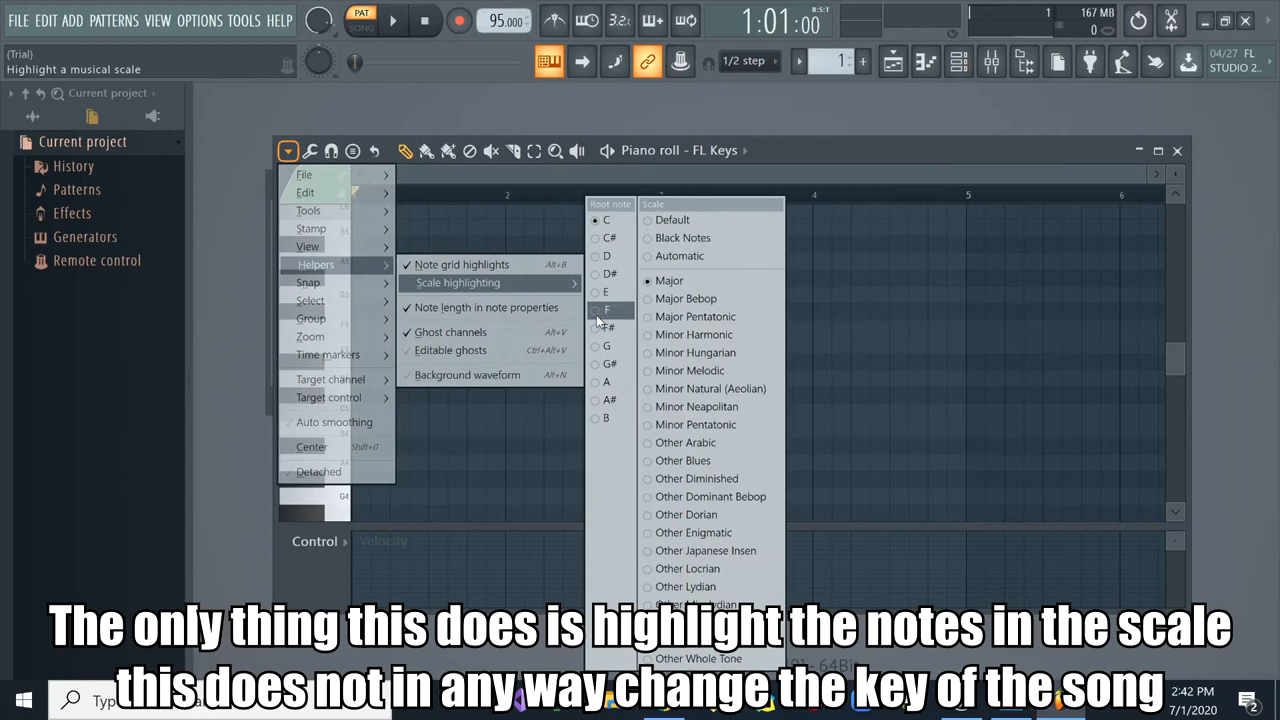 FILE EDIT ADD PATTERNS VIEW OPTIONS TOOLS HELP
PAT
SONG
95.000
3.2
1:01:00
B:S:T
1
167 MB
0
(Trial)
Highlight a musical scale
1/2 step
1
04/27 FL
STUDIO 2..
Current project
Current project
History
Patterns
Effects
Generators
Remote control
Piano roll - FL Keys
2
4
5
6
File
Edit
Tools
Stamp
View
Helpers
Snap
Select
Group
Zoom
Time markers
Target channel
Target control
Auto smoothing
Center Shift+0
Detached
G4
Note grid highlights Alt+B
Scale highlighting
Note length in note properties
Ghost channels Alt+V
Editable ghosts Ctrl+Alt+V
Background waveform Alt+N
Root note
C
C#
D
D#
E
F
F#
G
G#
A
A#
B
Scale
Default
Black Notes
Automatic
Major
Major Bebop
Major Pentatonic
Minor Harmonic
Minor Hungarian
Minor Melodic
Minor Natural (Aeolian)
Minor Neapolitan
Minor Pentatonic
Other Arabic
Other Blues
Other Diminished
Other Dominant Bebop
Other Dorian
Other Enigmatic
Other Japanese Insen
Other Locrian
Other Lydian
Other Whole Tone
Control
Velocity
The only thing this does is highlight the notes in the scale
this does not in any way change the key of the song
2:42 PM
7/1/2020
2